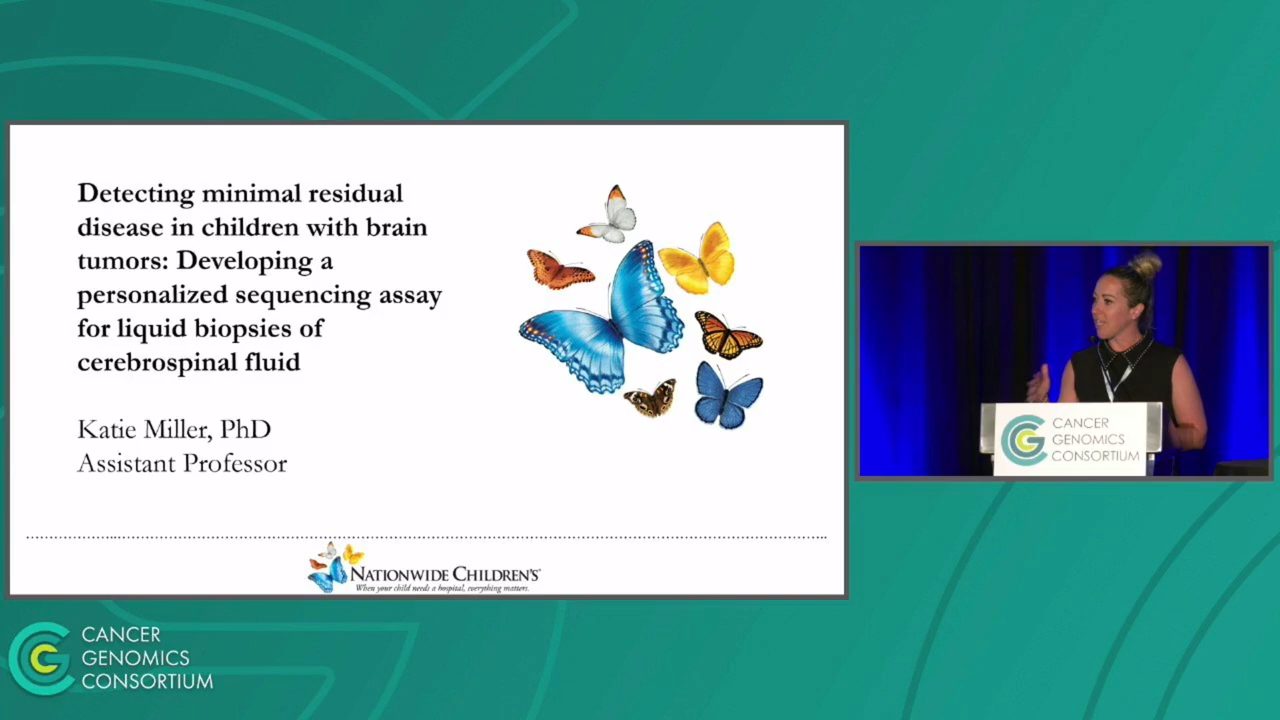 Detecting minimal residual
disease in children with brain
tumors: Developing a
personalized sequencing assay
for liquid biopsies of
cerebrospinal fluid
Katie Miller, PhD
Assistant Professor
NATIONWIDE CHILDREN'S
When your child needs a hospital, everything matters.
CANCER
GENOMICS
CONSORTIUM
CANCER
GENOMICS
CONSORTIUM